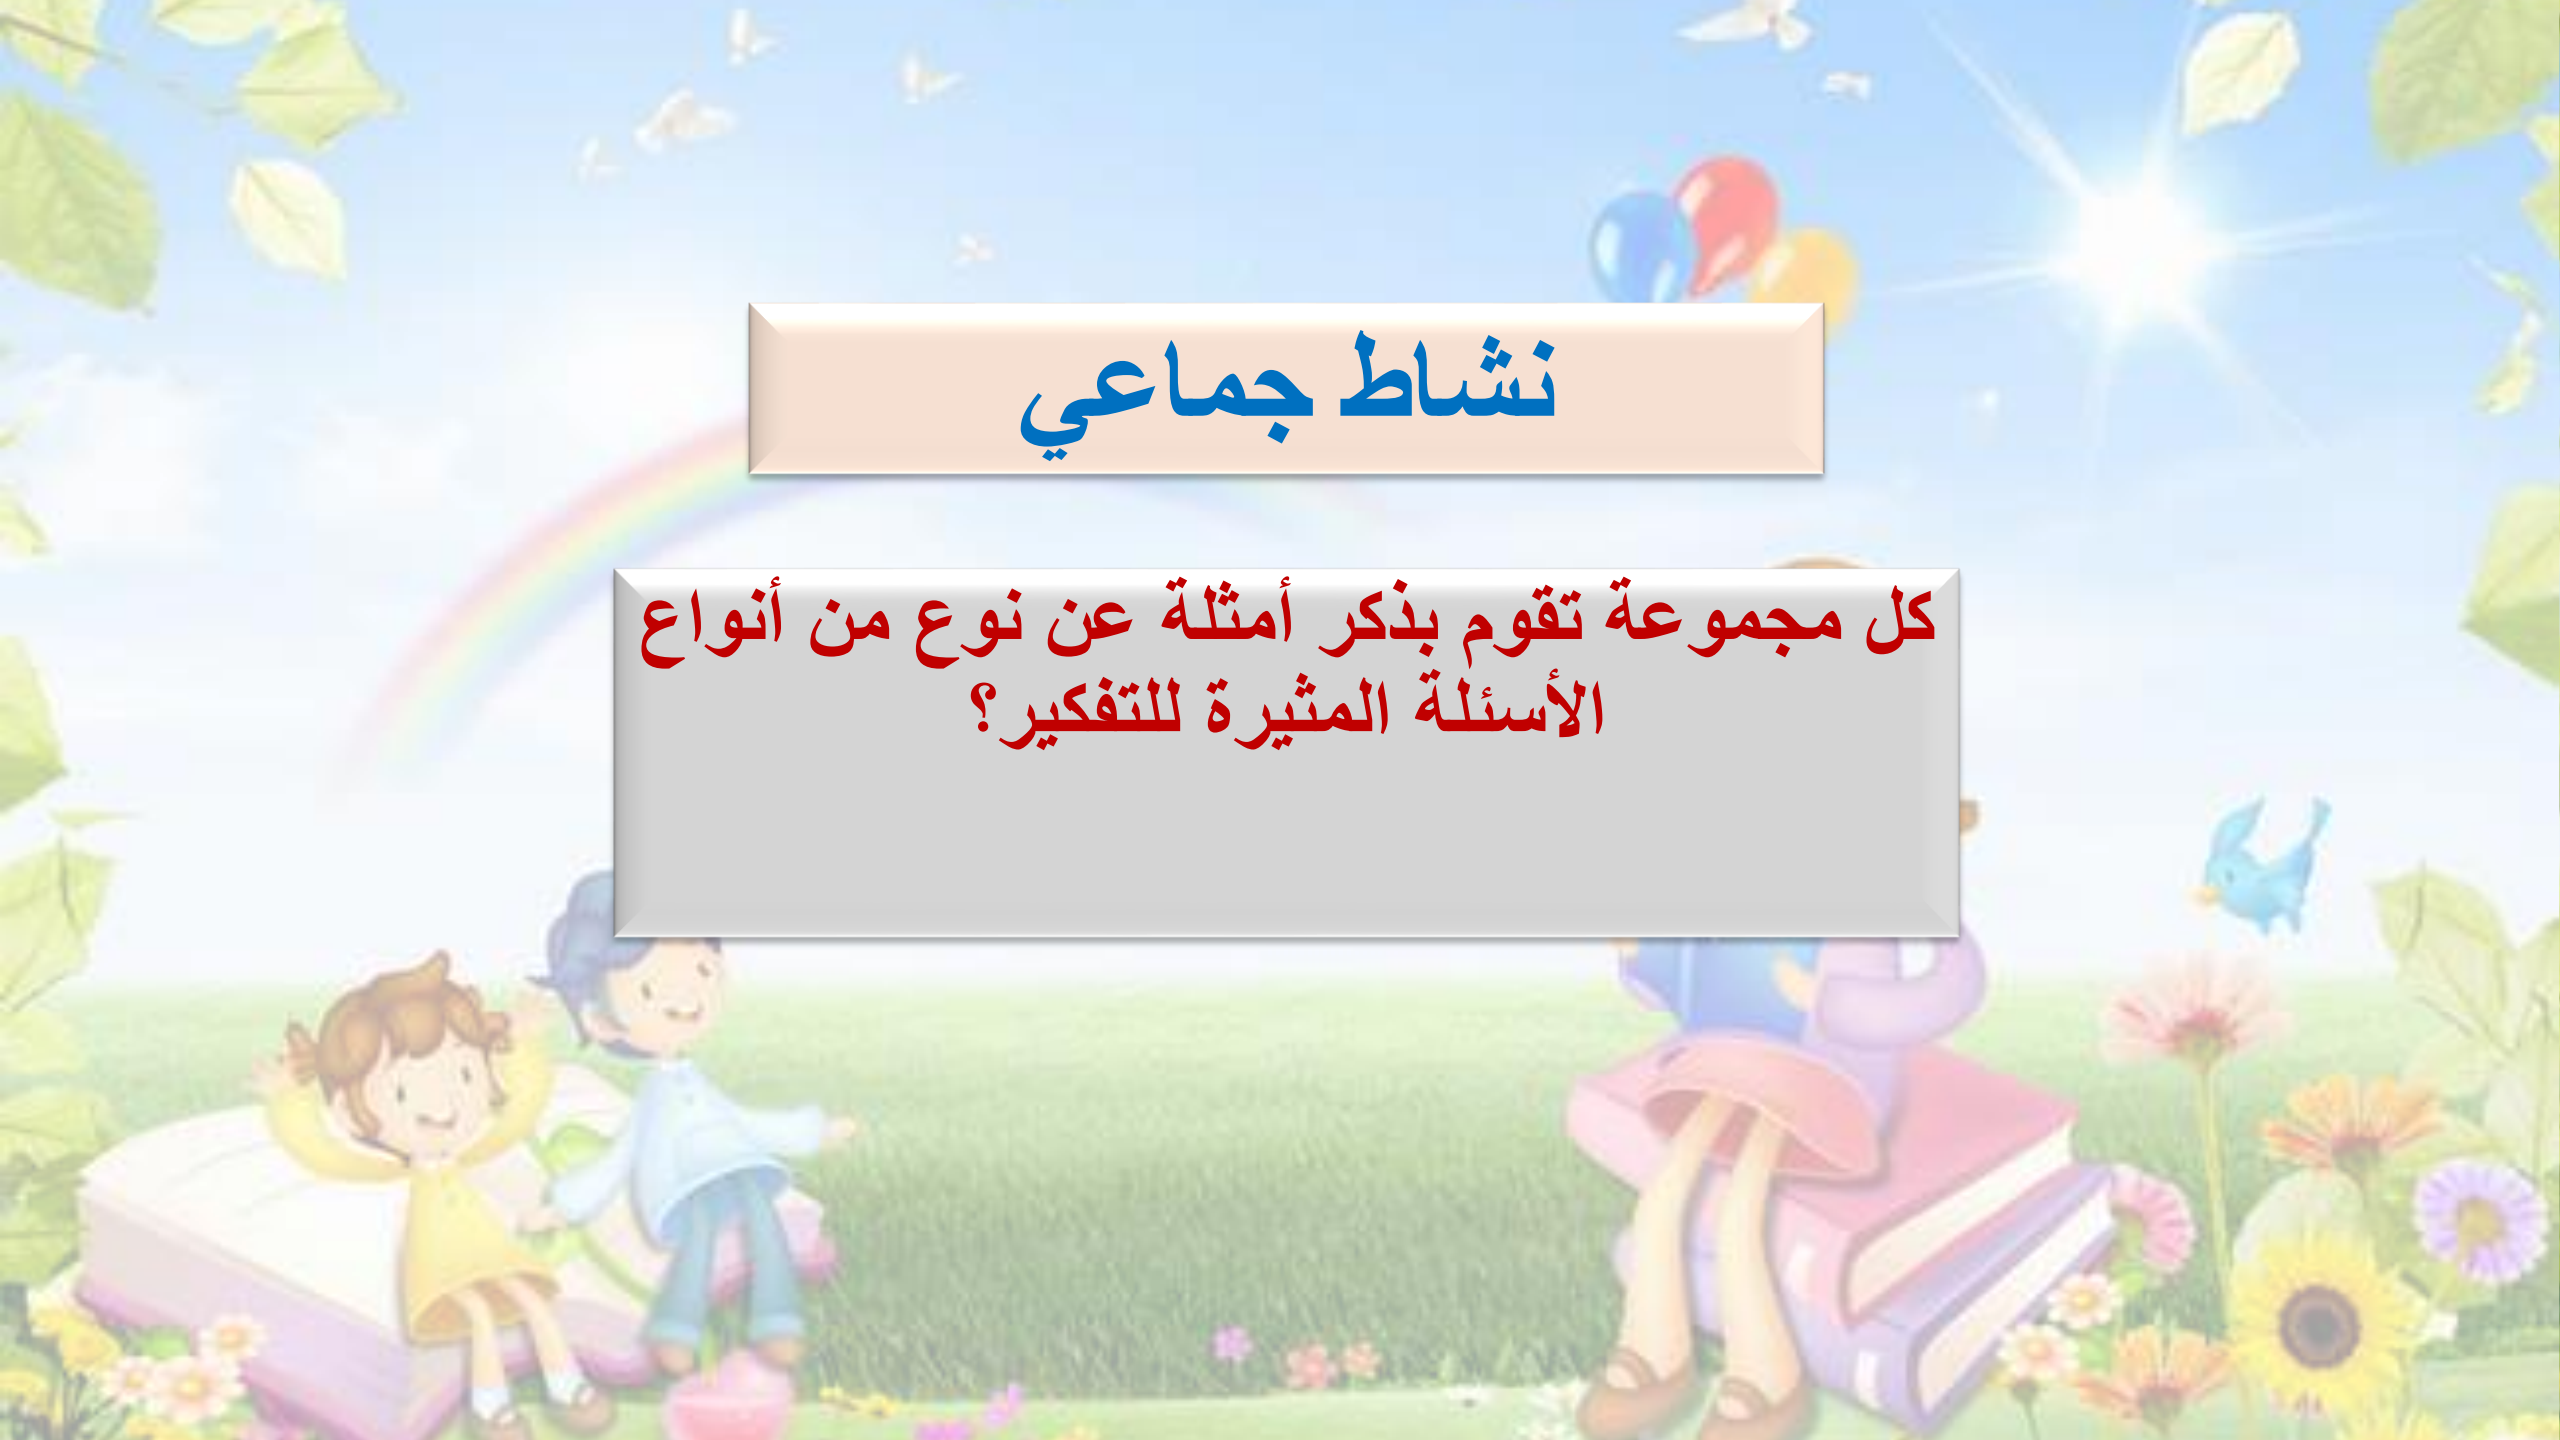 نشاط جماعي
كل مجموعة تقوم بذكر أمثلة عن نوع من أنواع
الأسئلة المثيرة للتفكير؟